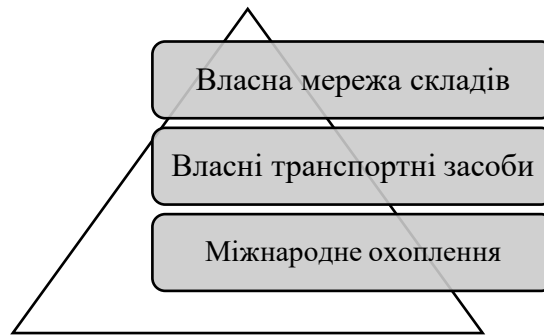 Власна мережа складів
Власні транспортні засоби
Міжнародне охоплення